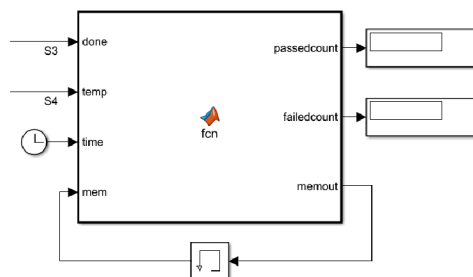 S3
done
passedcount
S4
temp
fcn
failedcount
time
mem
memout